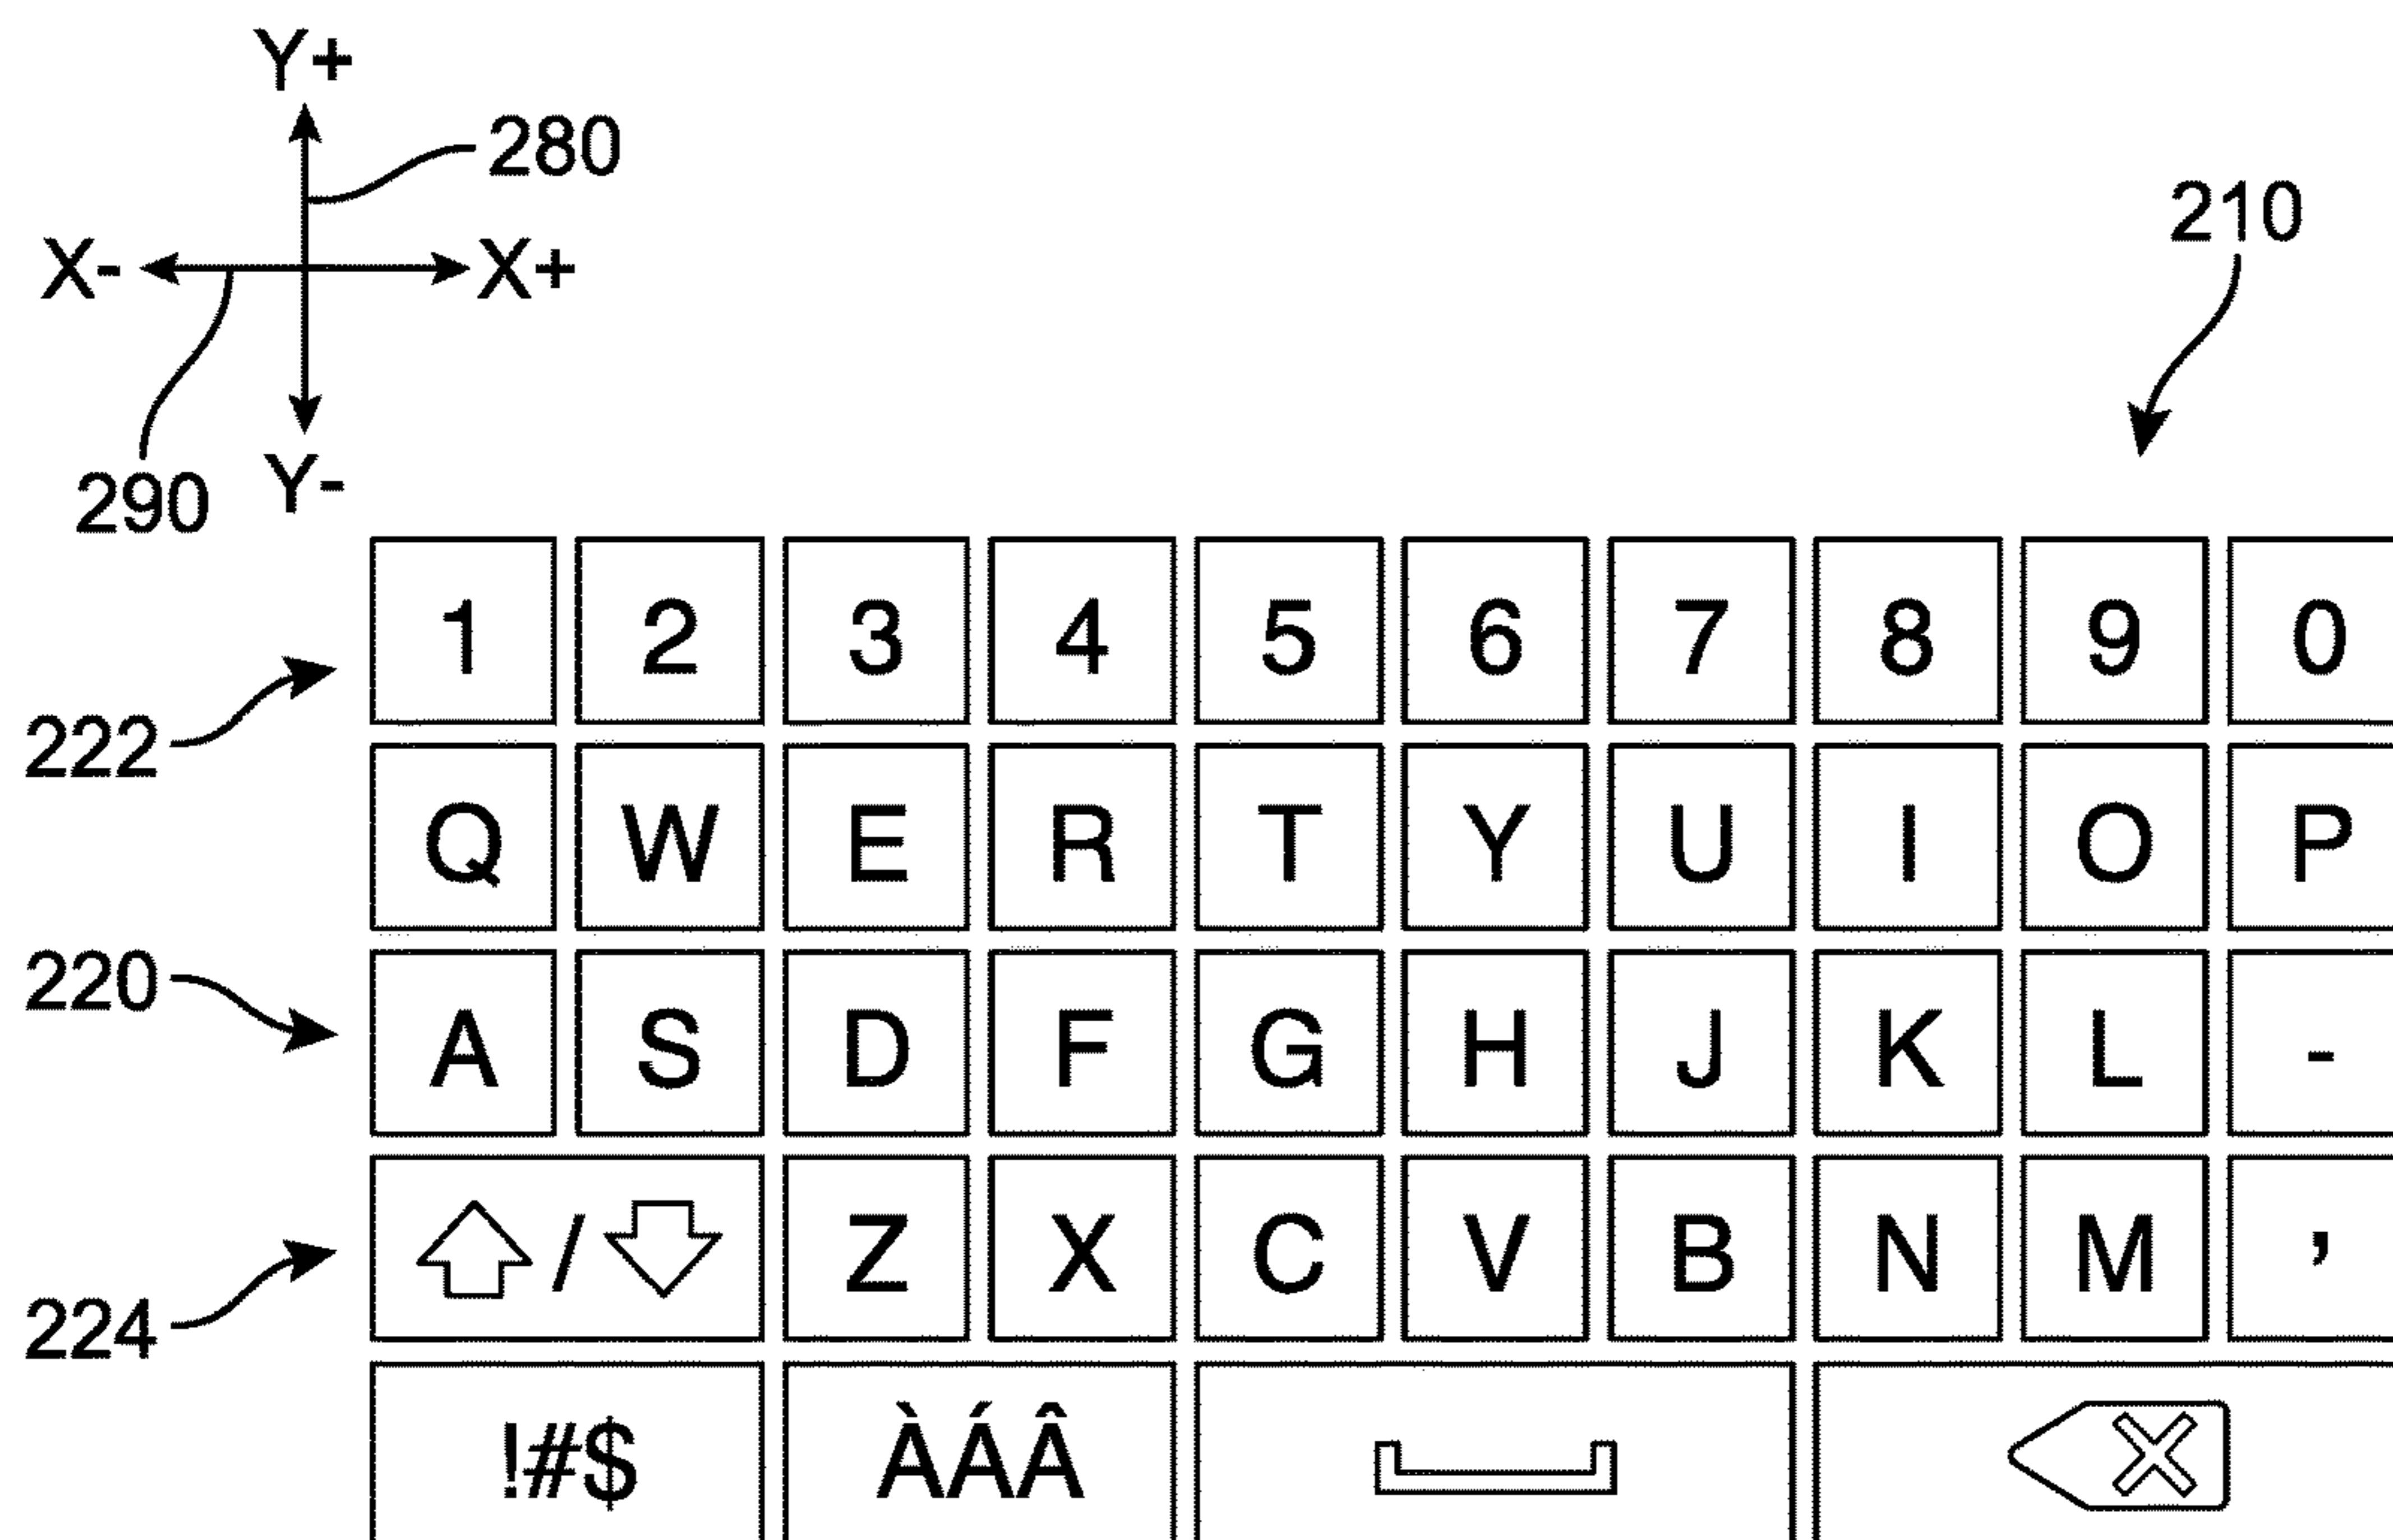 Y+
280
X- X+
210
290 Y-
1 2 3 4 5 6 7 8 9 0
222
Q W E R T Y U I O P
220
A S D F G H J K L -
/ Z X C V B N M ,
224
!#$ ÀÁÂ